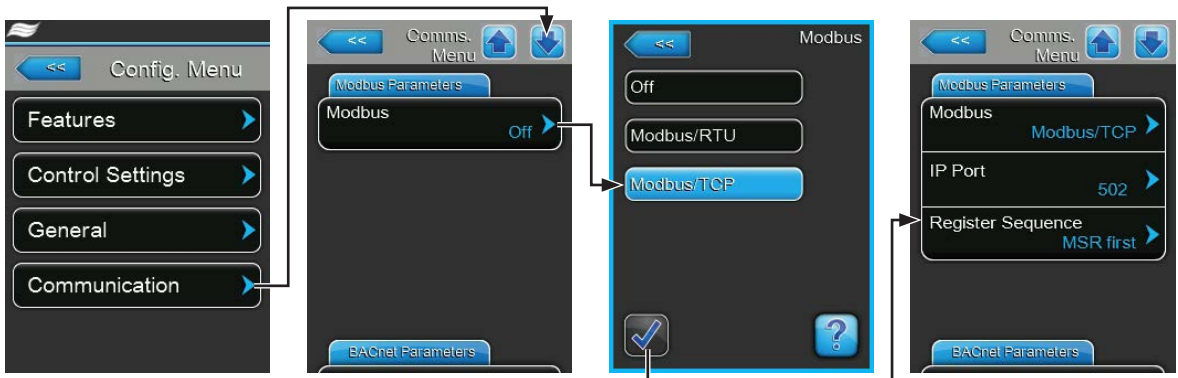 <<
Config. Menu
Features
Control Settings
General
Communication
<<
Comms.
Menu
Modbus Parameters
Modbus
Off
BACnet Parameters
<<
Modbus
Off
Modbus/RTU
Modbus/TCP
?
<<
Comms.
Menu
Modbus Parameters
Modbus
Modbus/TCP
IP Port
502
Register Sequence
MSR first
BACnet Parameters